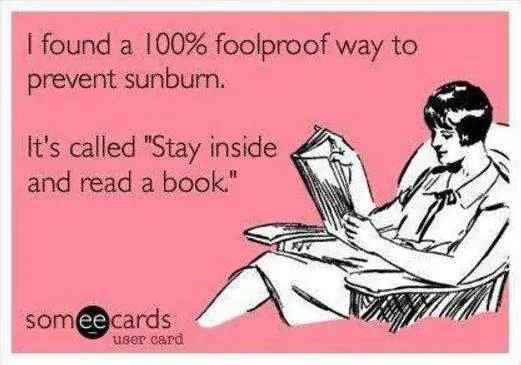 I found a 100% foolproof way to
prevent sunburn.
It's called "Stay inside
and read a book."
someecards
user card